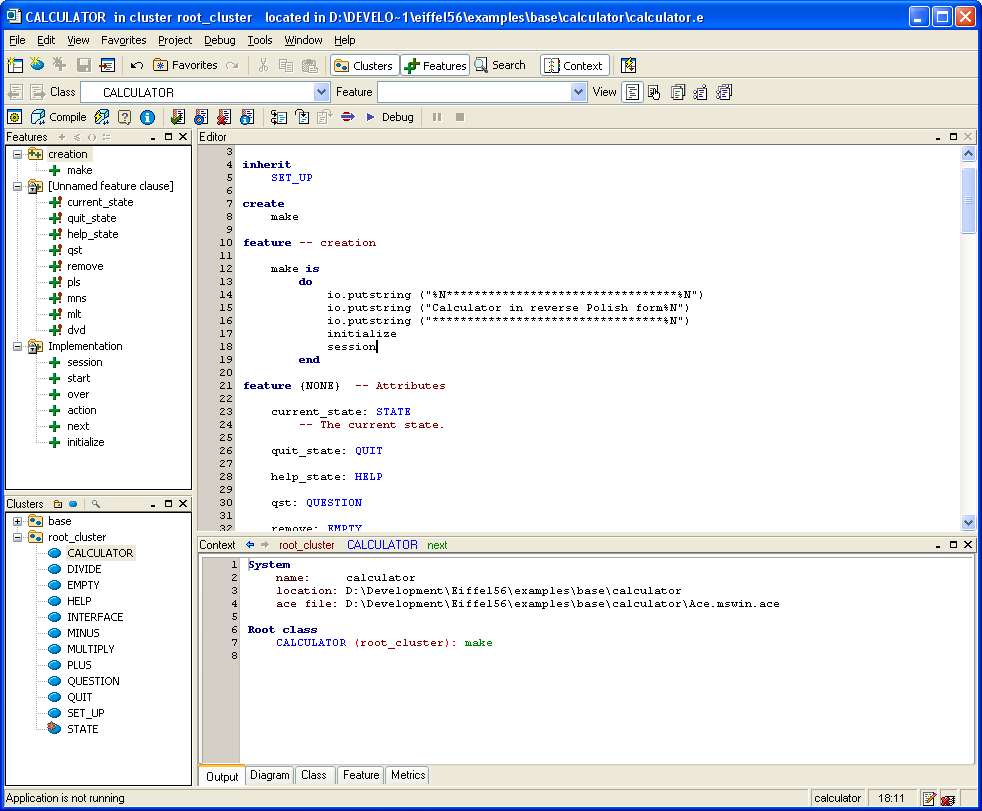 CALCULATOR in cluster root_cluster located in D:\DEVELO~1\eiffel56\examples\base\calculator\calculator.e
File Edit View Favorites Project Debug Tools Window Help
Favorites Clusters Features Search Context
Class CALCULATOR Feature View
Compile Debug
Features
creation
make
[Unnamed feature clause]
current_state
quit_state
help_state
qst
remove
pls
mns
mlt
dvd
Implementation
session
start
over
action
next
initialize
Clusters
base
root_cluster
CALCULATOR
DIVIDE
EMPTY
HELP
INTERFACE
MINUS
MULTIPLY
PLUS
QUESTION
QUIT
SET_UP
STATE
Editor
3
4 inherit
5 SET_UP
6
7 create
8 make
9
10 feature -- creation
11
12 make is
13 do
14 io.putstring ("%N*********************************%N")
15 io.putstring ("Calculator in reverse Polish form%N")
16 io.putstring ("*********************************%N")
17 initialize
18 session
19 end
20
21 feature {NONE} -- Attributes
22
23 current_state: STATE
24 -- The current state.
25
26 quit_state: QUIT
27
28 help_state: HELP
29
30 qst: QUESTION
31
32 remove: EMPTY
Context root_cluster CALCULATOR next
1 System
2 name: calculator
3 location: D:\Development\Eiffel56\examples\base\calculator
4 ace file: D:\Development\Eiffel56\examples\base\calculator\Ace.mswin.ace
5
6 Root class
7 CALCULATOR (root_cluster): make
8
Output Diagram Class Feature Metrics
Application is not running calculator 18:11